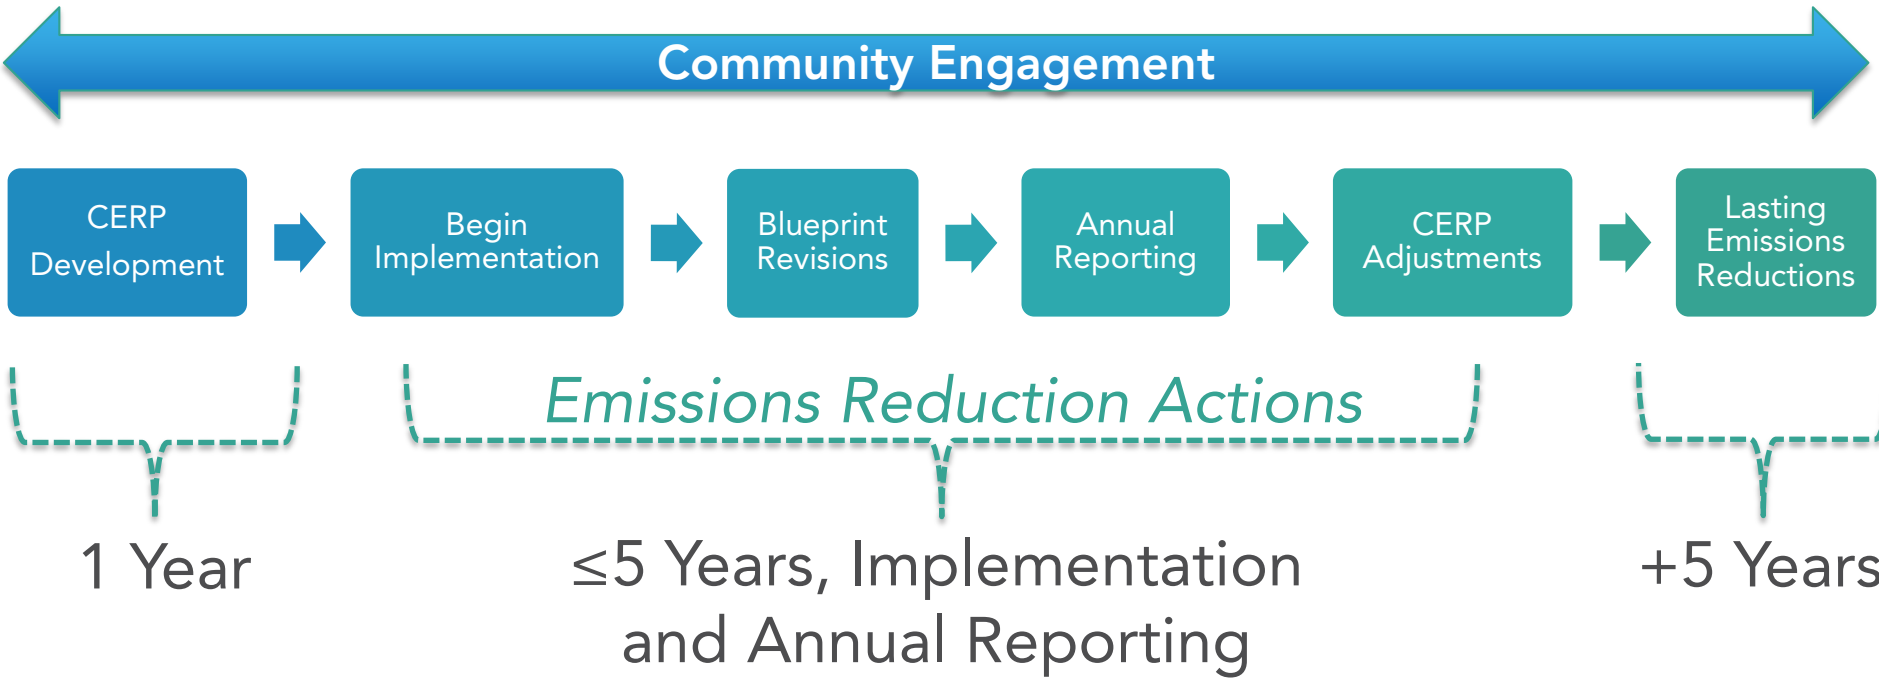 Community Engagement
CERP
Development
Begin
Implementation
Blueprint
Revisions
Annual
Reporting
CERP
Adjustments
Lasting
Emissions
Reductions
Emissions Reduction Actions
1 Year
≤5 Years, Implementation
and Annual Reporting
+5 Years